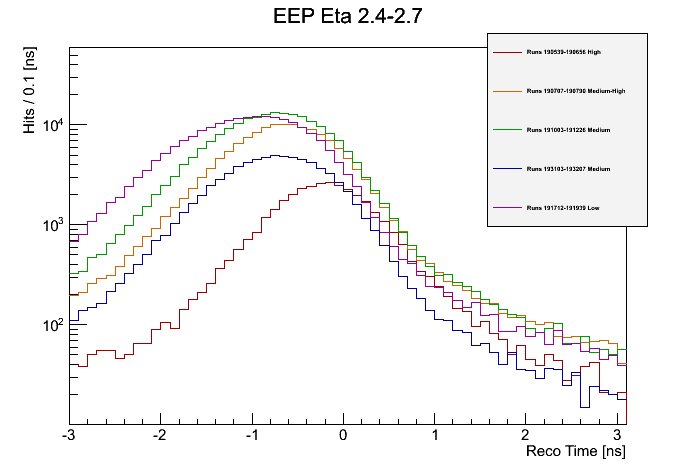 EEP Eta 2.4-2.7
Hits / 0.1 [ns]
Runs 190539-190656 High
Runs 190707-190790 Medium-High
Runs 191003-191226 Medium
Runs 193103-193207 Medium
Runs 191712-191939 Low
10⁴
10³
10²
-3 -2 -1 0 1 2 3
Reco Time [ns]